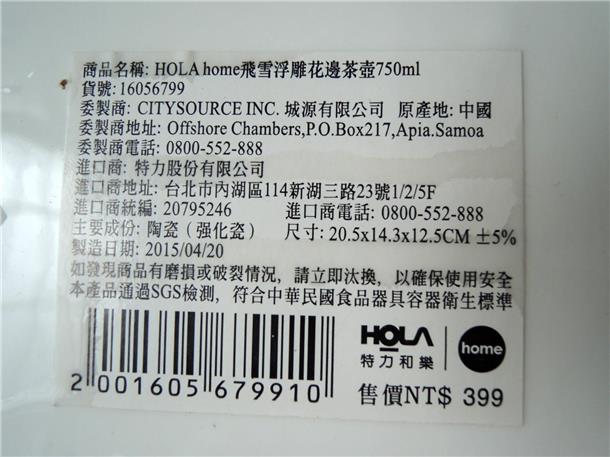 商品名稱: HOLA home飛雪浮雕花邊茶壺750ml
貨號:16056799
委製商: CITYSOURCE INC. 城源有限公司 原產地: 中國
委製商地址: Offshore Chambers,P.O.Box217,Apia.Samoa
委製商電話: 0800-552-888
進口商: 特力股份有限公司
進口商地址: 台北市內湖區114新湖三路23號1/2/5F
進口商統編: 20795246 進口商電話: 0800-552-888
主要成份: 陶瓷（强化瓷） 尺寸: 20.5x14.3x12.5CM ±5%
製造日期: 2015/04/20
如發現商品有磨損或破裂情況，請立即汰換，以確保使用安全
本產品通過SGS檢測，符合中華民國食品器具容器衛生標準
HOLA home
特力和樂
2 001605 679910
售價NT$ 399